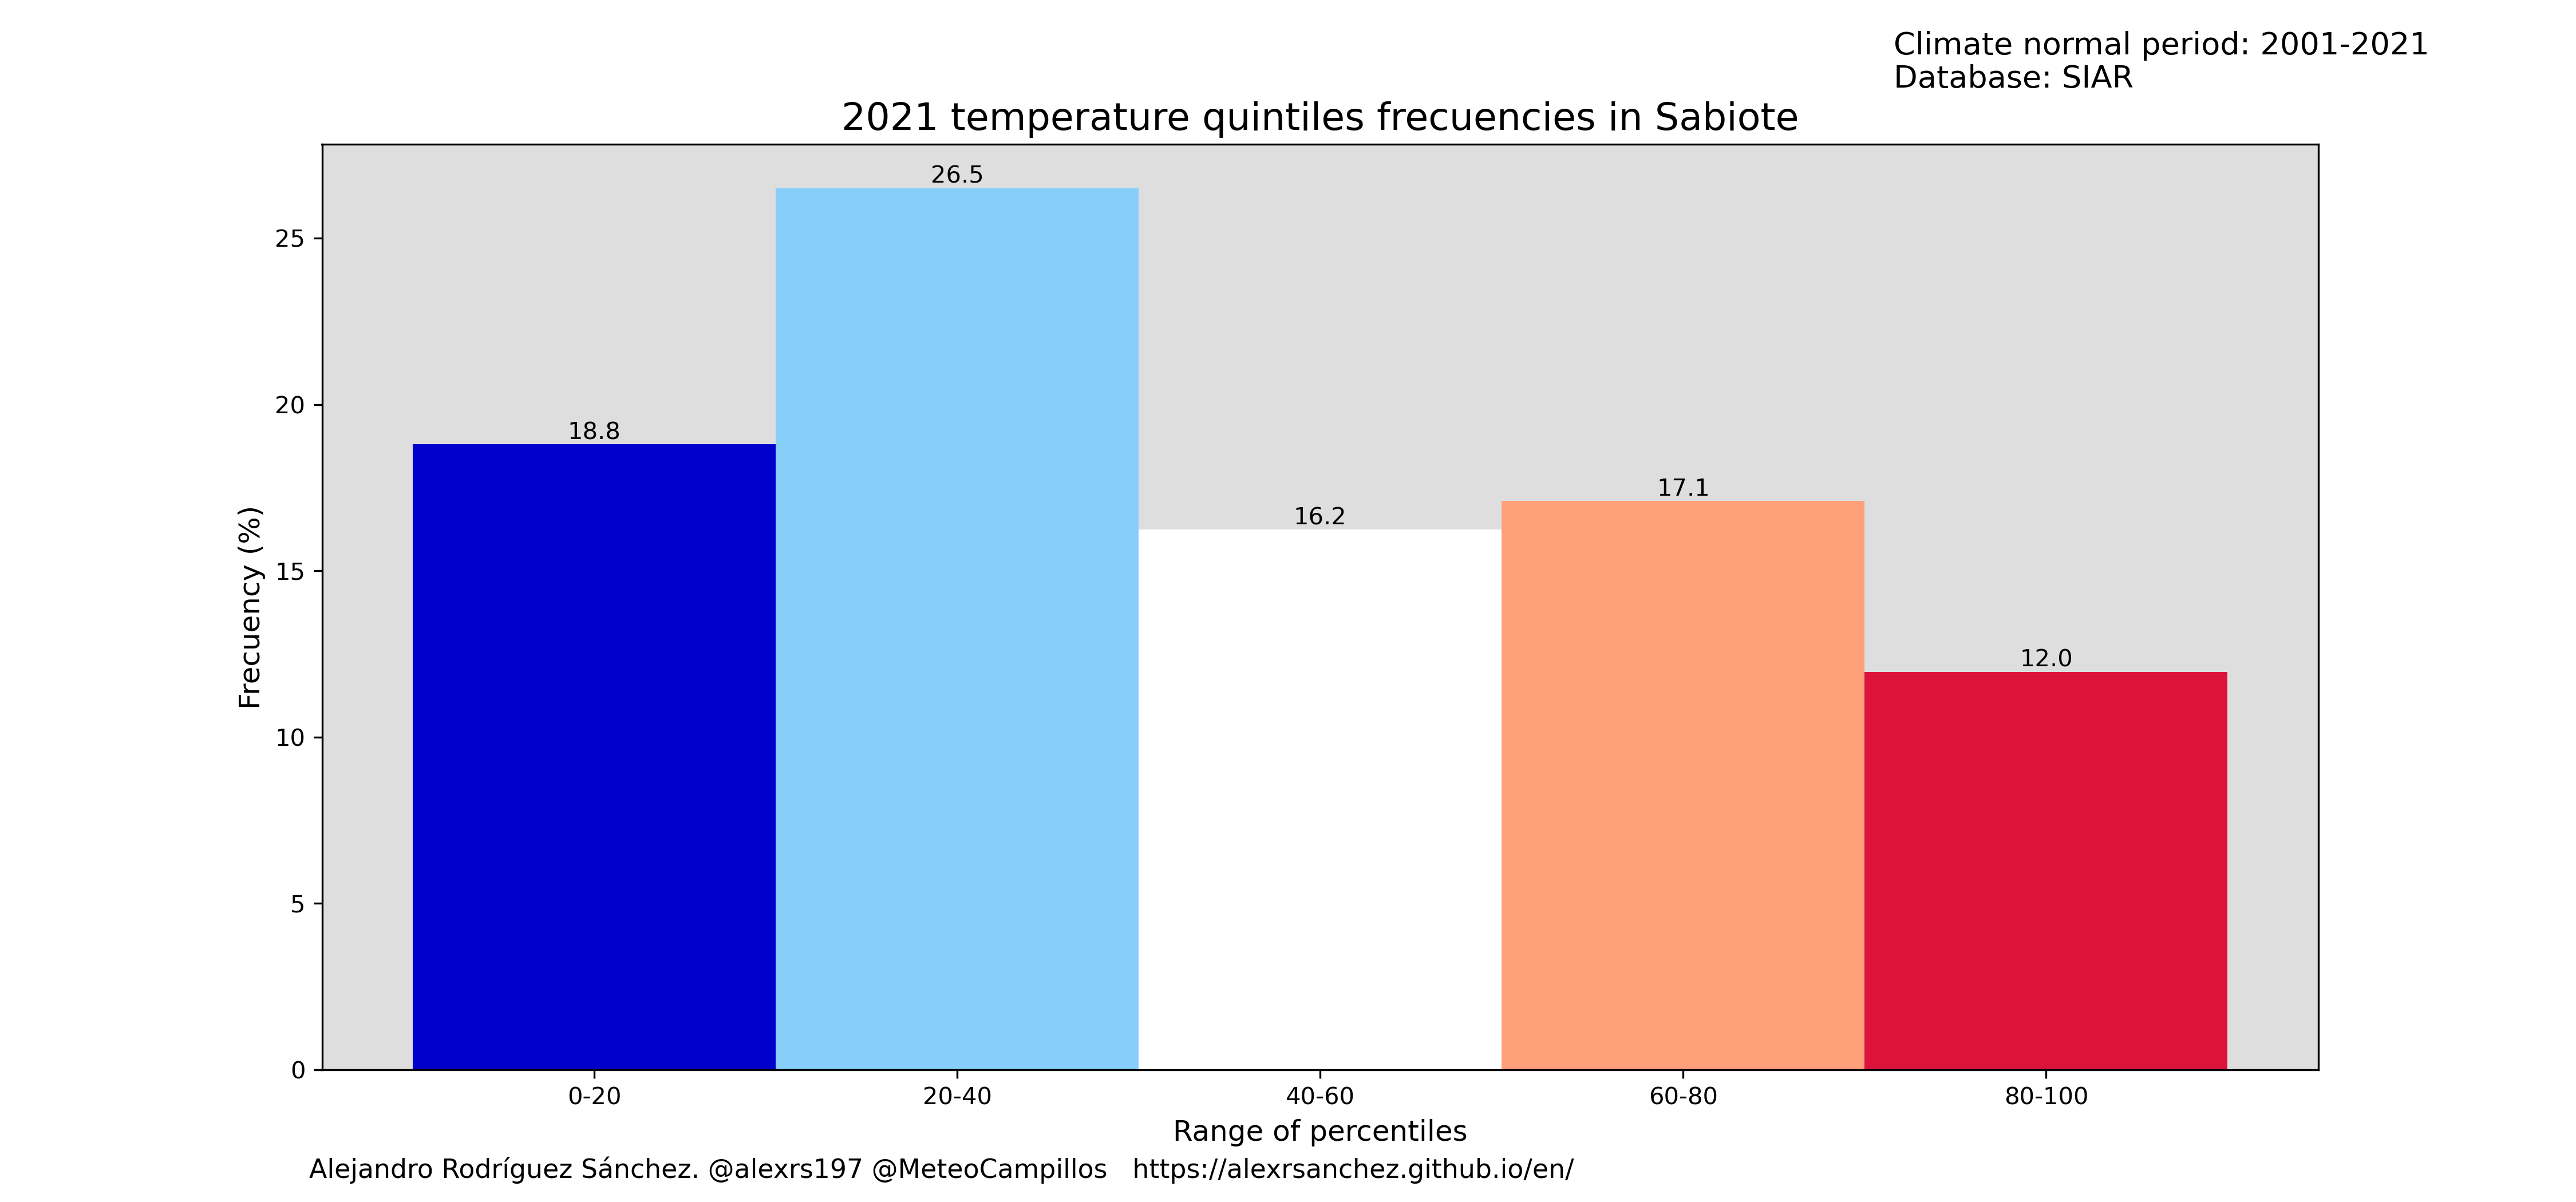 Climate normal period: 2001-2021
Database: SIAR
2021 temperature quintiles frecuencies in Sabiote
26.5
25
20
18.8
17.1
16.2
15
12.0
10
5
0
Frecuency (%)
0-20 20-40 40-60 60-80 80-100
Range of percentiles
Alejandro Rodríguez Sánchez. @alexrs197 @MeteoCampillos https://alexrsanchez.github.io/en/